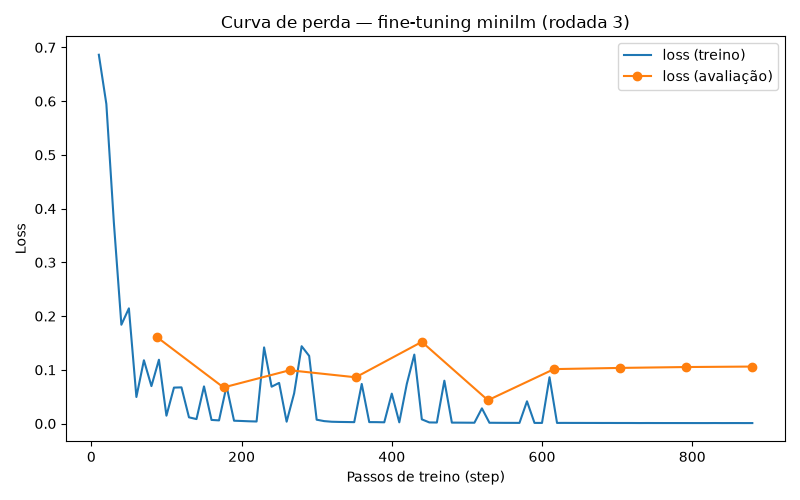 Curva de perda — fine-tuning minilm (rodada 3)
loss (treino)
loss (avaliação)
Loss
0.7
0.6
0.5
0.4
0.3
0.2
0.1
0.0
0 200 400 600 800
Passos de treino (step)